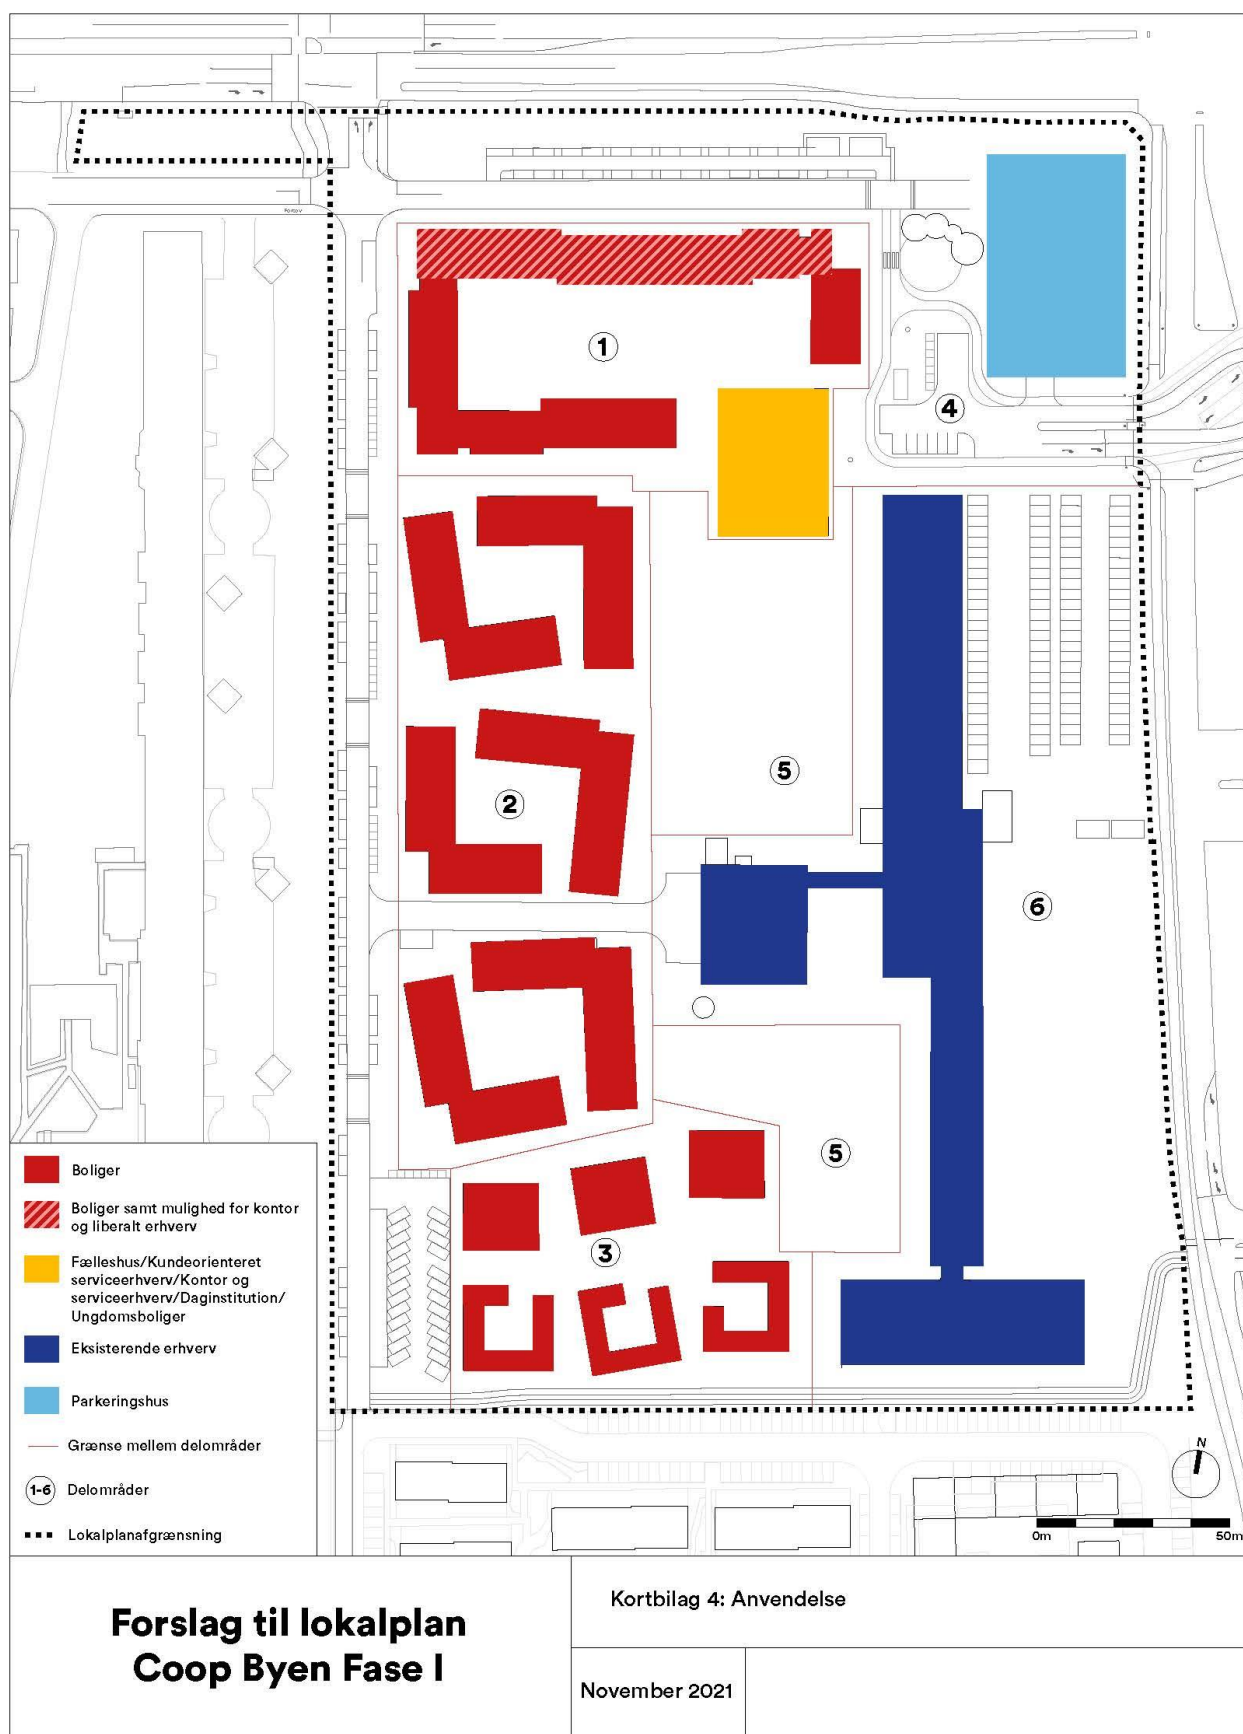 Fortov
1
4
5
2
6
5
3
Boliger
Boliger samt mulighed for kontor
og liberalt erhverv
Fælleshus/Kundeorienteret
serviceerhverv/Kontor og
serviceerhverv/Daginstitution/
Ungdomsboliger
Eksisterende erhverv
Parkeringshus
Grænse mellem delområder
1-6 Delområder
Lokalplanafgrænsning
N
0m 50m
Forslag til lokalplan
Coop Byen Fase I
Kortbilag 4: Anvendelse
November 2021